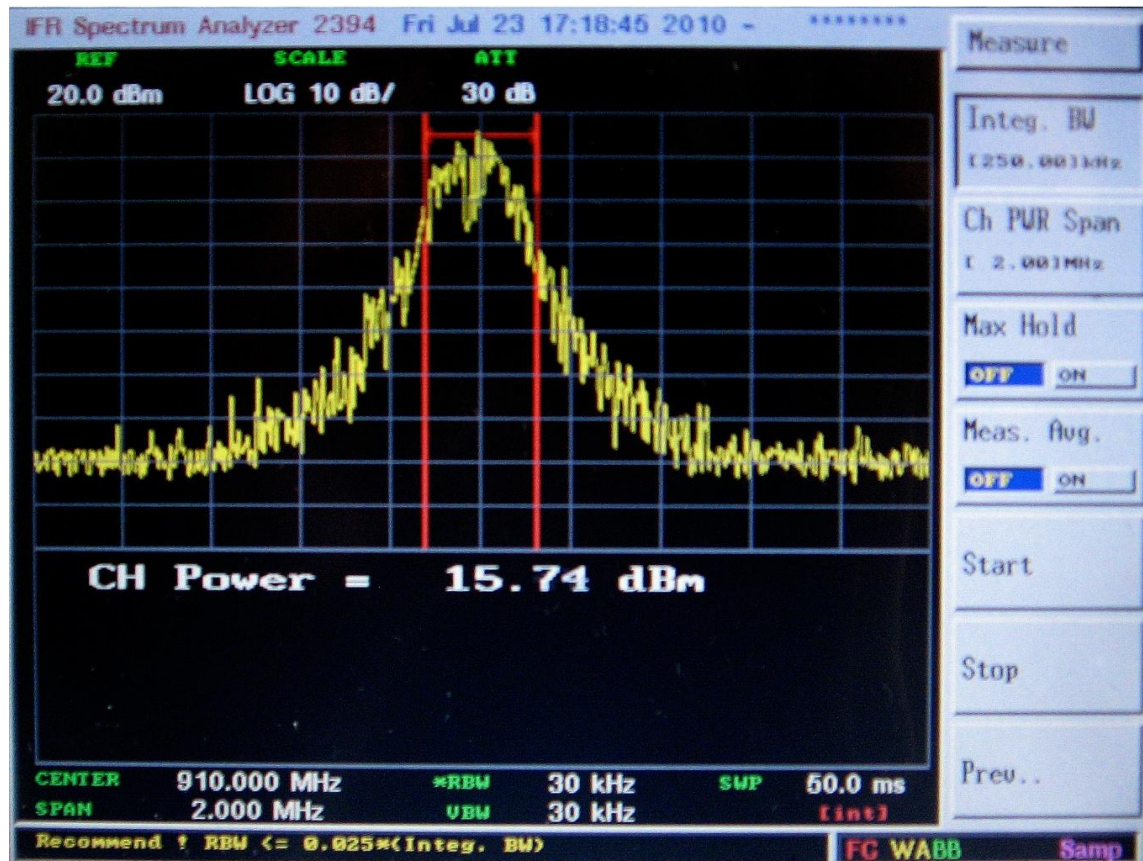 IFR Spectrum Analyzer 2394 Fri Jul 23 17:18:45 2010 - ********
REF SCALE ATT
20.0 dBm LOG 10 dB/ 30 dB
CH Power = 15.74 dBm
CENTER 910.000 MHz *RBW 30 kHz SWP 50.0 ms
SPAN 2.000 MHz VBW 30 kHz [int]
Recommend ! RBW <= 0.025*(Integ. BW)
FC WABB Samp
Measure
Integ. BW
[250.00]kHz
Ch PWR Span
[ 2.00]MHz
Max Hold
OFF ON
Meas. Avg.
OFF ON
Start
Stop
Prev..